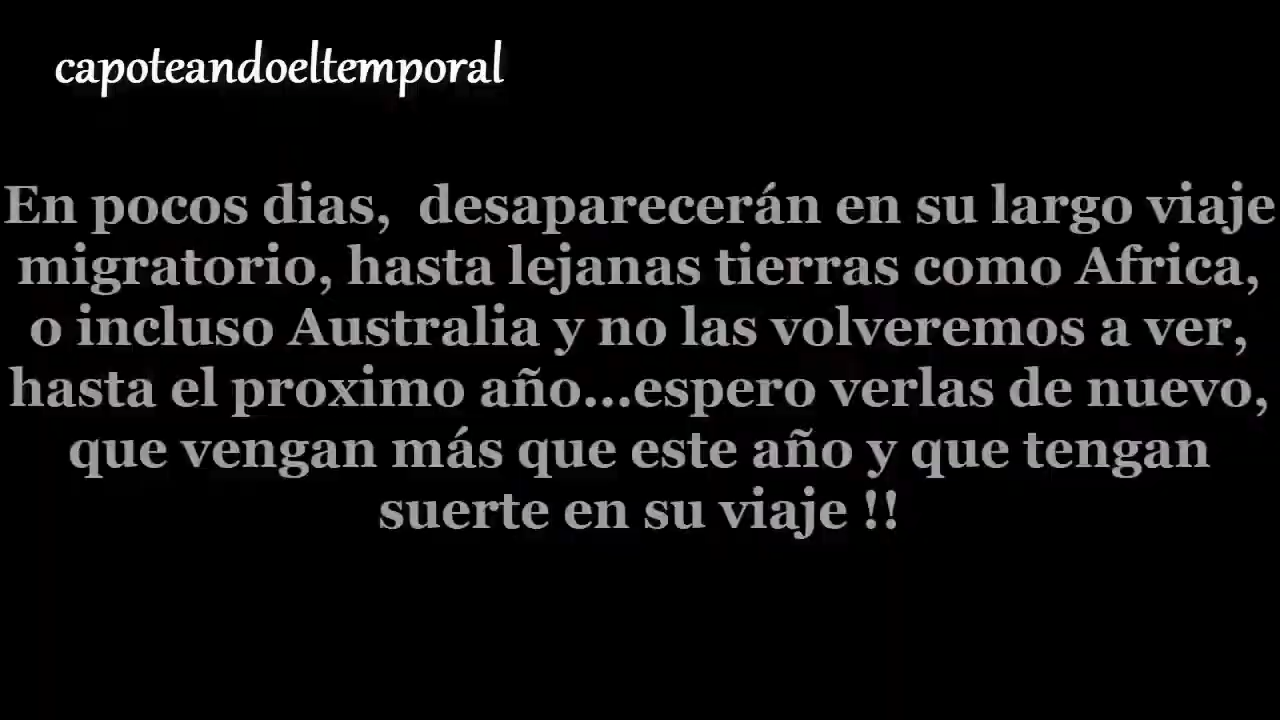 capoteandoeltemporal
En pocos dias,  desaparecerán en su largo viaje
migratorio, hasta lejanas tierras como Africa,
o incluso Australia y no las volveremos a ver,
hasta el proximo año...espero verlas de nuevo,
que vengan más que este año y que tengan
suerte en su viaje !!